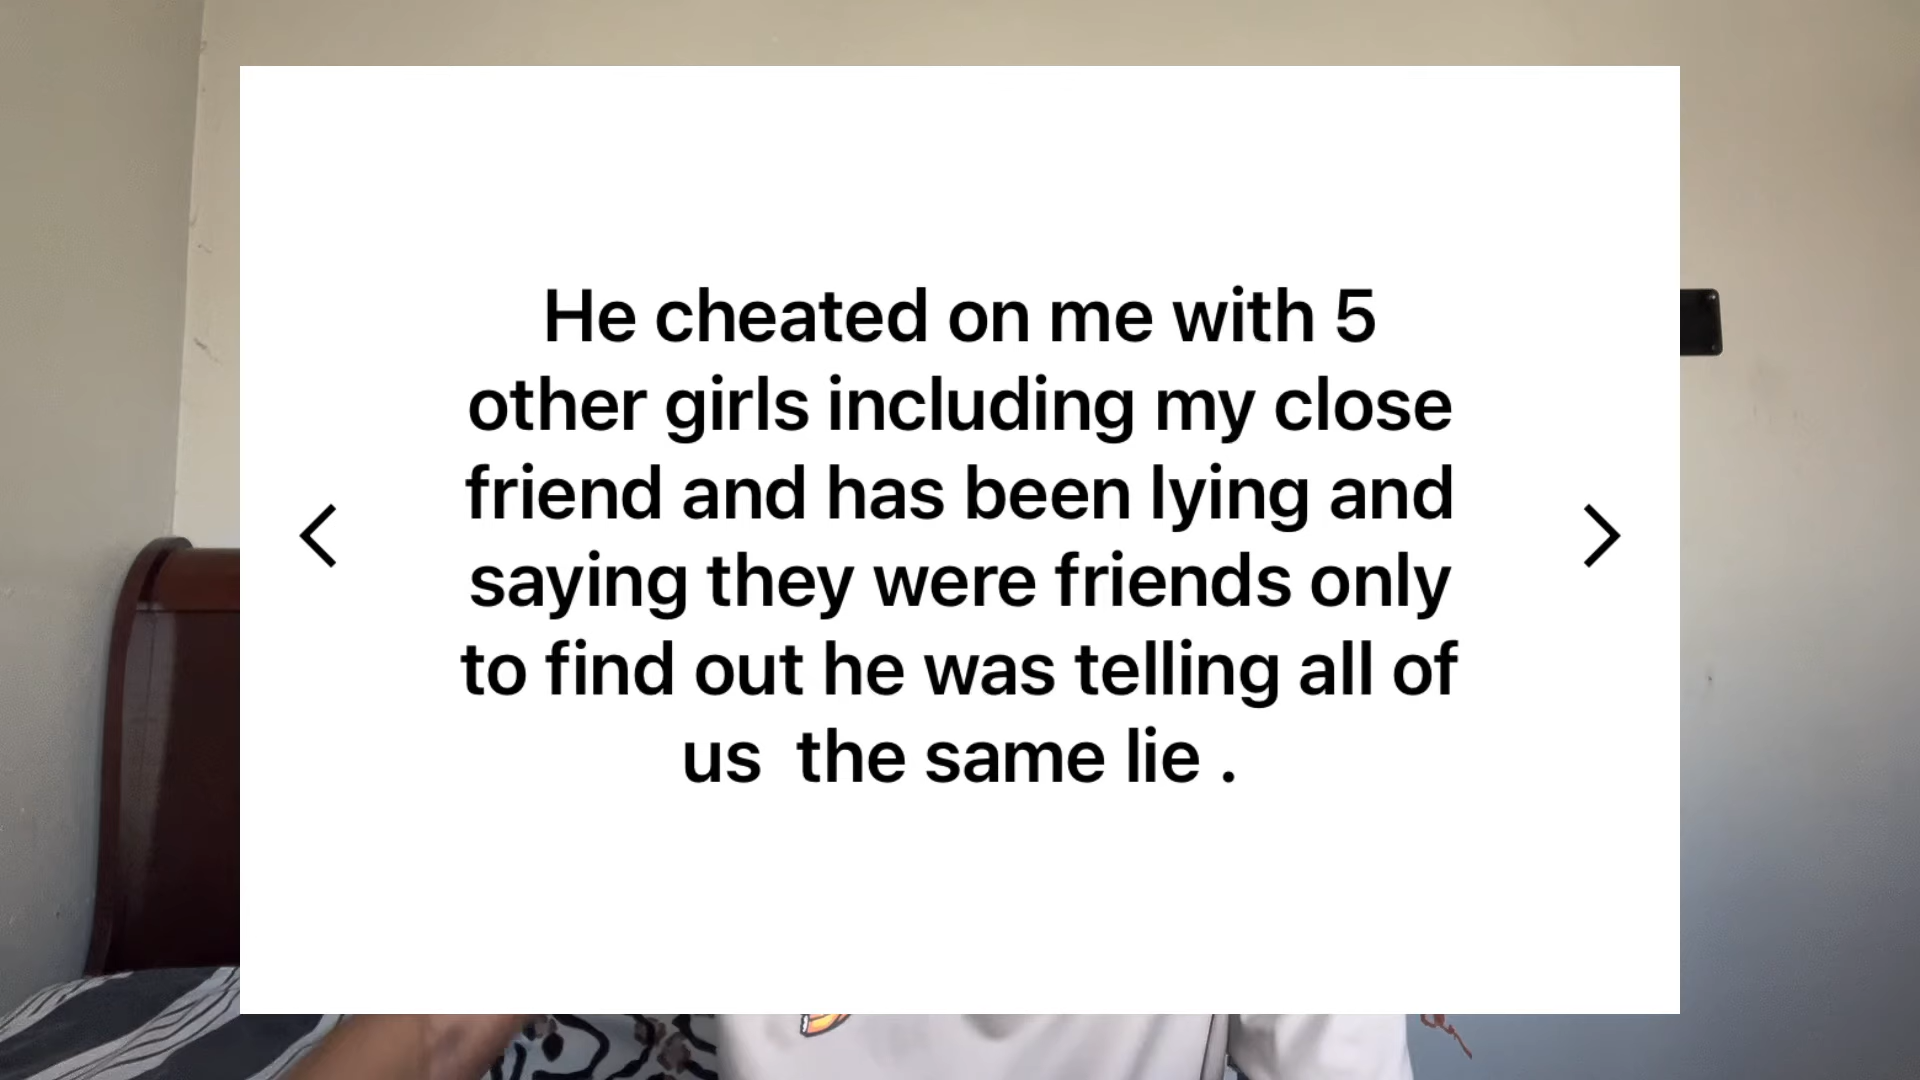 He cheated on me with 5
other girls including my close
friend and has been lying and
saying they were friends only
to find out he was telling all of
us  the same lie .